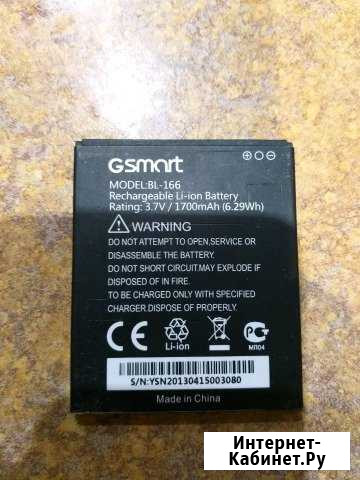 GSmart
MODEL:BL-166
Rechargeable Li-ion Battery
Rating: 3.7V / 1700mAh (6.29Wh)
WARNING
DO NOT ATTEMPT TO OPEN,SERVICE OR
DISASSEMBLE THE BATTERY.
DO NOT SHORT CIRCUIT,MAY EXPLODE IF
DISPOSED OF IN FIRE.
TO BE CHARGED ONLY WITH SPECIFIED
CHARGER.DISPOSE OF PROPERLY.
CE Li-ion МЛ04
S/N:YSN20130415003080
Made in China
Интернет-
Кабинет.Ру